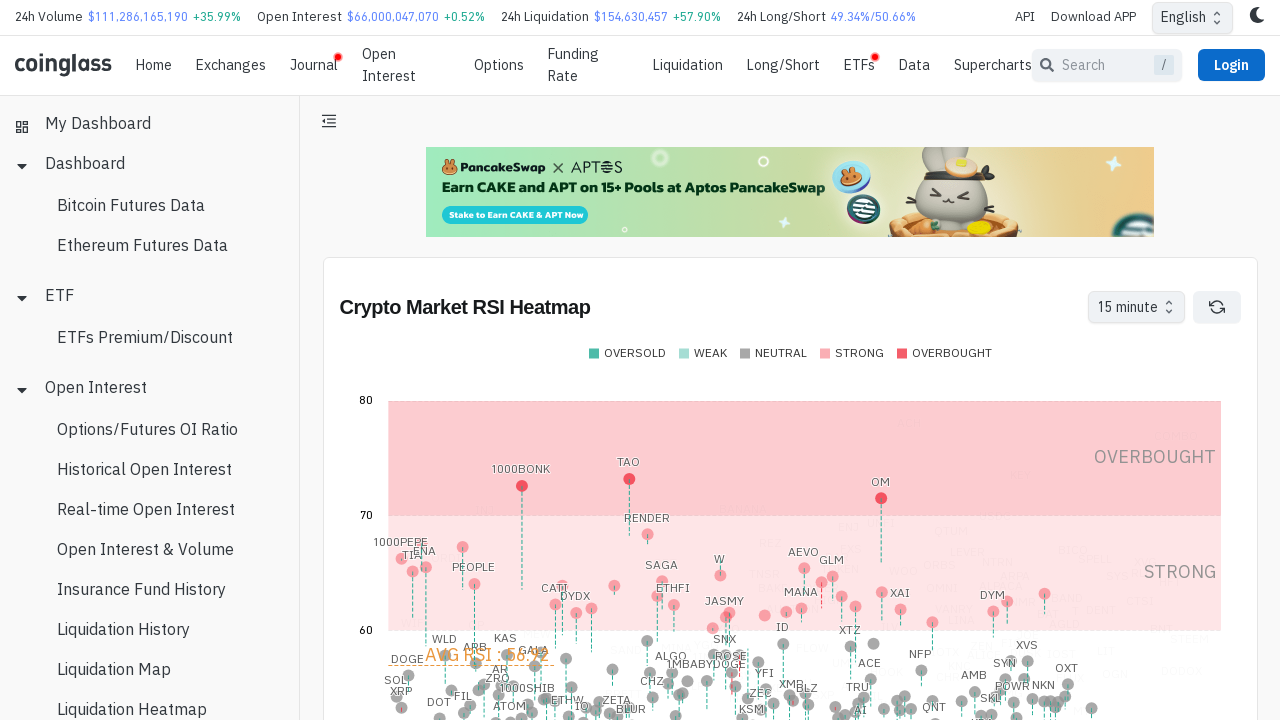 24h Volume $111,286,165,190 +35.99% Open Interest $66,000,047,070 +0.52% 24h Liquidation $154,630,457 +57.90% 24h Long/Short 49.34%/50.66% API Download APP English
coinglass Home Exchanges Journal Open Interest Options Funding Rate Liquidation Long/Short ETFs Data Supercharts Search / Login
My Dashboard
Dashboard
Bitcoin Futures Data
Ethereum Futures Data
ETF
ETFs Premium/Discount
Open Interest
Options/Futures OI Ratio
Historical Open Interest
Real-time Open Interest
Open Interest & Volume
Insurance Fund History
Liquidation History
Liquidation Map
Liquidation Heatmap
PancakeSwap × APTOS
Earn CAKE and APT on 15+ Pools at Aptos PancakeSwap
Stake to Earn CAKE & APT Now
Crypto Market RSI Heatmap 15 minute
OVERSOLD WEAK NEUTRAL STRONG OVERBOUGHT
80
OVERBOUGHT
TAO
1000BONK
OM
70
RENDER
1000PEPE
ENA
W
AEVO
GLM
SAGA
PEOPLE
STRONG
ETHFI
DYDX
MANA
XAI
DYM
JASMY
60
ID
XTZ
WLD
KAS
SNX
ARB
GALA
XVS
AVG RSI : 56.92
DOGE
ALGO
1MBABYDOGE
ROSE
ACE
NFP
SYN
OXT
SOL
XRP
ZRO
CHZ
YFI
AMB
1000SHIB
XMR
BLZ
TRU
POWR
NKN
DOT
FIL
ETHW
ZETA
ZEC
SKL
ATOM
IO
BLUR
KSM
AI
QNT